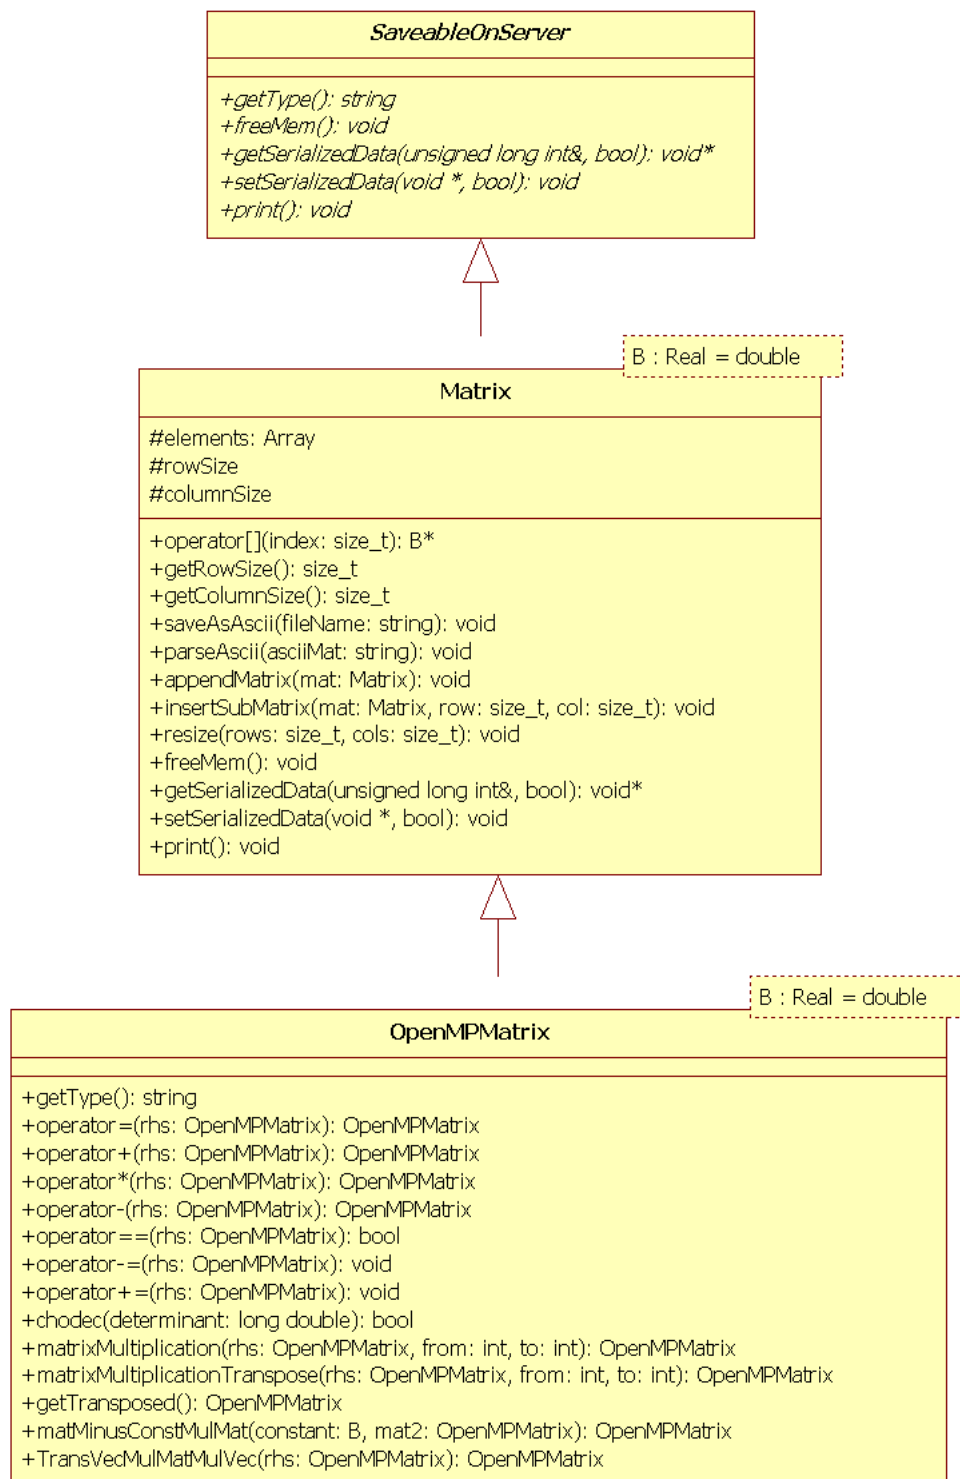 SaveableOnServer
+getType(): string
+freeMem(): void
+getSerializedData(unsigned long int&, bool): void*
+setSerializedData(void *, bool): void
+print(): void
B : Real = double
Matrix
#elements: Array
#rowSize
#columnSize
+operator[](index: size_t): B*
+getRowSize(): size_t
+getColumnSize(): size_t
+saveAsAscii(fileName: string): void
+parseAscii(asciiMat: string): void
+appendMatrix(mat: Matrix): void
+insertSubMatrix(mat: Matrix, row: size_t, col: size_t): void
+resize(rows: size_t, cols: size_t): void
+freeMem(): void
+getSerializedData(unsigned long int&, bool): void*
+setSerializedData(void *, bool): void
+print(): void
B : Real = double
OpenMPMatrix
+getType(): string
+operator=(rhs: OpenMPMatrix): OpenMPMatrix
+operator+(rhs: OpenMPMatrix): OpenMPMatrix
+operator*(rhs: OpenMPMatrix): OpenMPMatrix
+operator-(rhs: OpenMPMatrix): OpenMPMatrix
+operator==(rhs: OpenMPMatrix): bool
+operator-=(rhs: OpenMPMatrix): void
+operator+=(rhs: OpenMPMatrix): void
+chodec(determinant: long double): bool
+matrixMultiplication(rhs: OpenMPMatrix, from: int, to: int): OpenMPMatrix
+matrixMultiplicationTranspose(rhs: OpenMPMatrix, from: int, to: int): OpenMPMatrix
+getTransposed(): OpenMPMatrix
+matMinusConstMulMat(constant: B, mat2: OpenMPMatrix): OpenMPMatrix
+TransVecMulMatMulVec(rhs: OpenMPMatrix): OpenMPMatrix